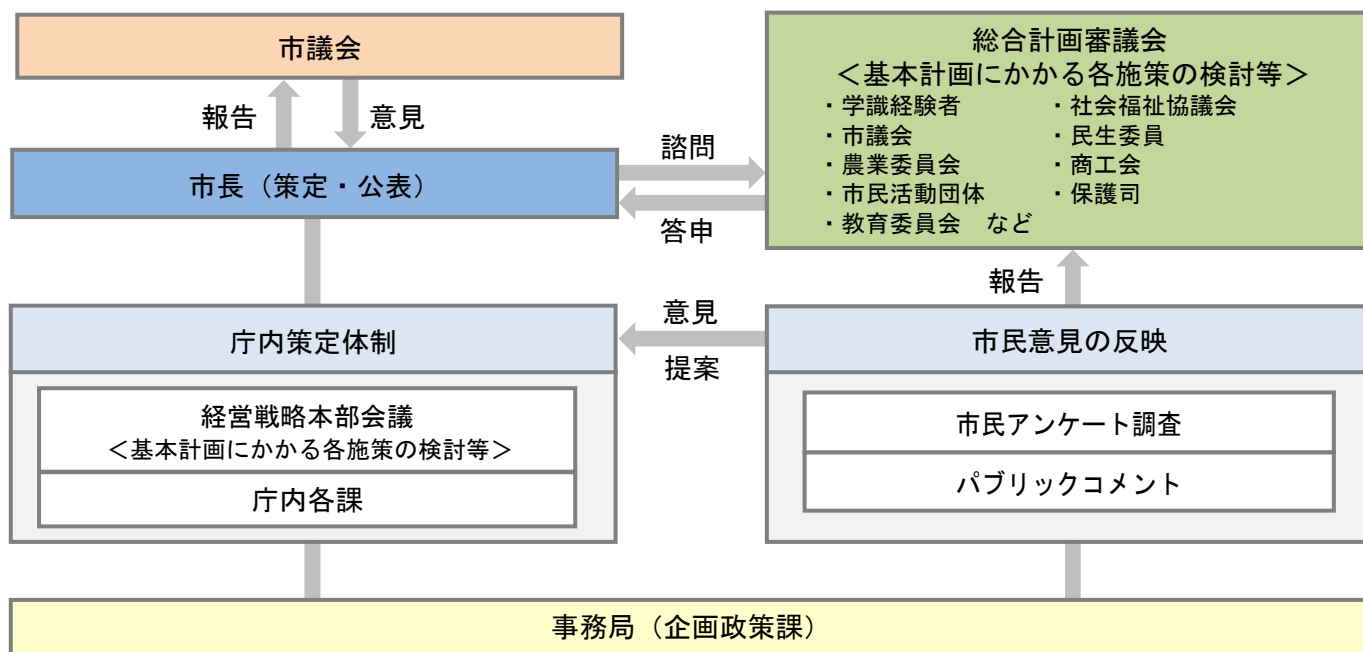 市議会
報告
意見
市長（策定・公表）
諮問
答申
総合計画審議会
＜基本計画にかかる各施策の検討等＞
・学識経験者
・市議会
・農業委員会
・市民活動団体
・教育委員会　など
・社会福祉協議会
・民生委員
・商工会
・保護司
報告
庁内策定体制
経営戦略本部会議
＜基本計画にかかる各施策の検討等＞
庁内各課
意見
提案
市民意見の反映
市民アンケート調査
パブリックコメント
事務局（企画政策課）